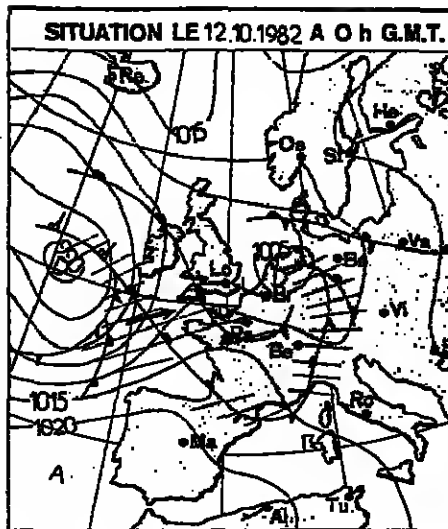 SITUATION LE 12.10.1982 A 0 h G.M.T.
Re.
1015
He
Os
St
Va
1005
Be
Lo
Br
Vi
Pa
Be
1015
1020
Ro
Ma
A
Al
Tu.